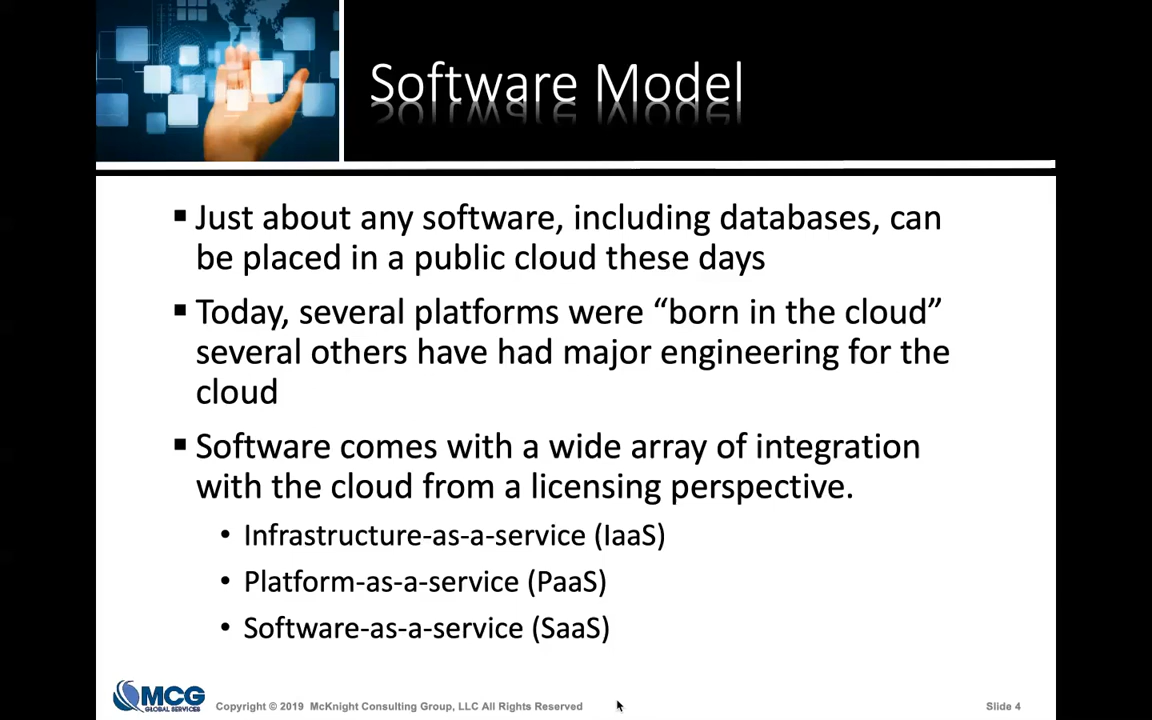 Software Model
▪ Just about any software, including databases, can
be placed in a public cloud these days
▪ Today, several platforms were “born in the cloud”
several others have had major engineering for the
cloud
▪ Software comes with a wide array of integration
with the cloud from a licensing perspective.
• Infrastructure-as-a-service (IaaS)
• Platform-as-a-service (PaaS)
• Software-as-a-service (SaaS)
MCG
GLOBAL SERVICES
Copyright © 2019 McKnight Consulting Group, LLC All Rights Reserved
Slide 4